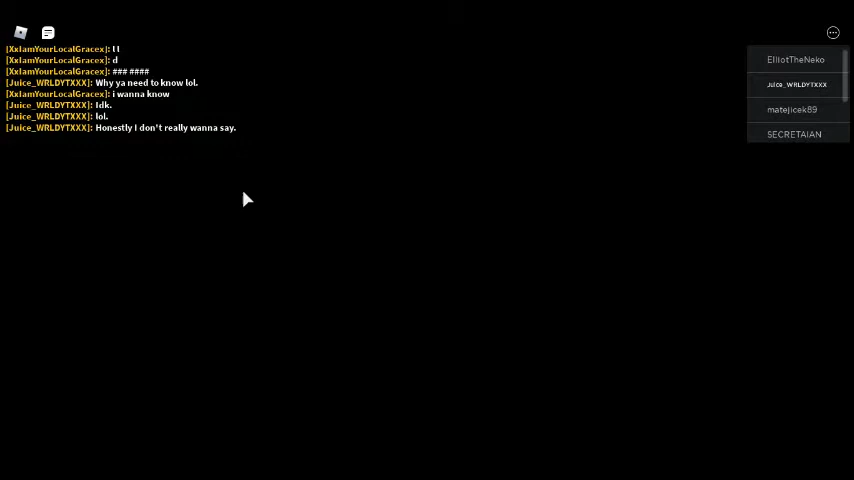 [XxIamYourLocalGracex]: l l
[XxIamYourLocalGracex]: d
[XxIamYourLocalGracex]: ### ####
[Juice_WRLDYTXXX]: Why ya need to know lol.
[XxIamYourLocalGracex]: i wanna know
[Juice_WRLDYTXXX]: Idk.
[Juice_WRLDYTXXX]: lol.
[Juice_WRLDYTXXX]: Honestly I don't really wanna say.
ElliotTheNeko
Juice_WRLDYTXXX
matejicek89
SECRETAIAN